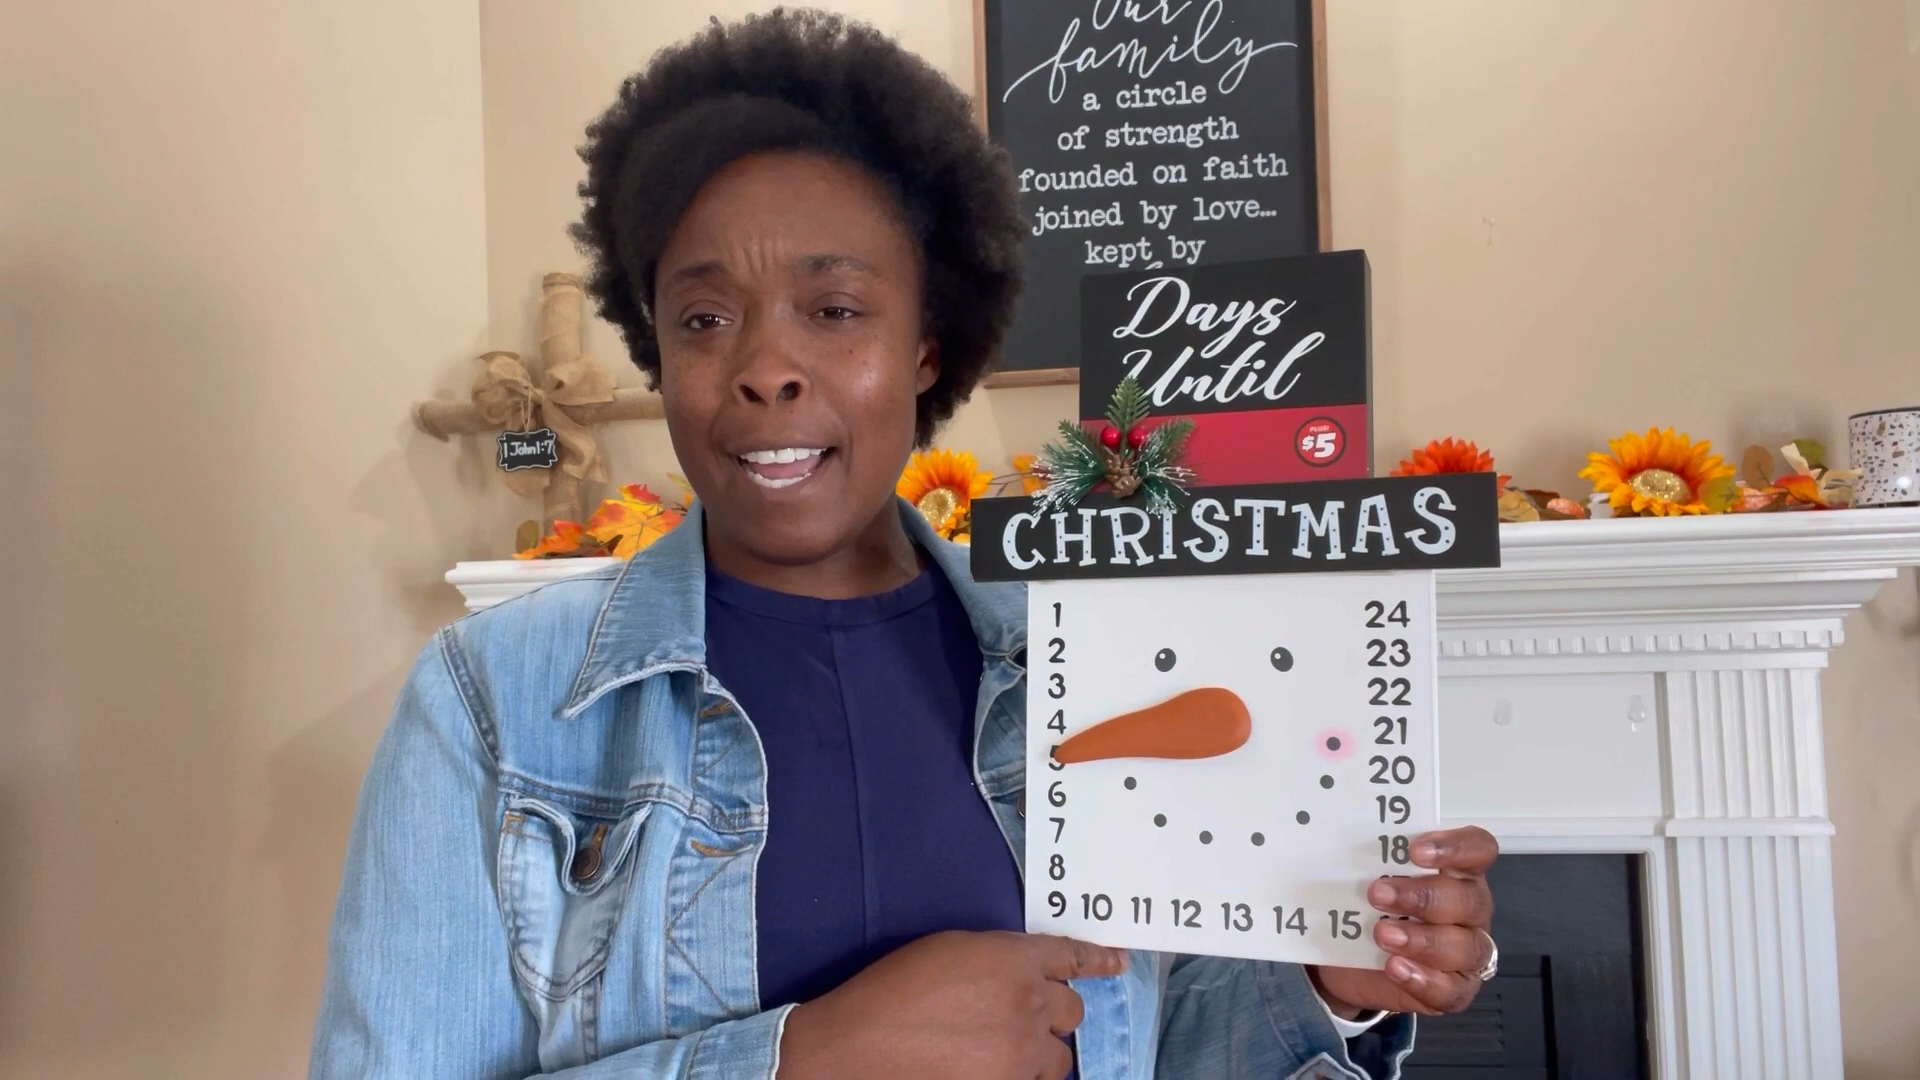 Our
family
a circle
of strength
founded on faith
joined by love...
kept by
Days
Until
PLUS!
$5
CHRISTMAS
1 John 1:7
1 24
2 23
3 22
4 21
5 20
6 19
7 18
8
9 10 11 12 13 14 15